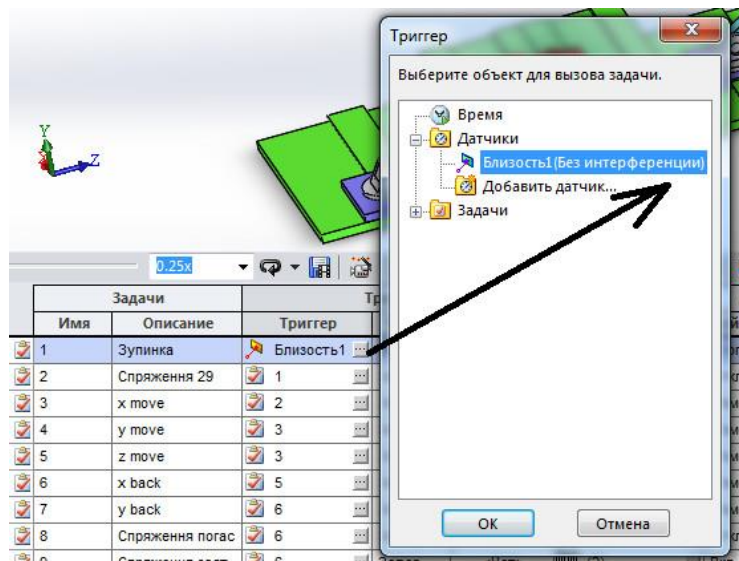 Триггер
Выберите объект для вызова задачи.
Время
Датчики
Близость1(Без интерференции)
Добавить датчик...
Задачи
OK
Отмена
Y
Z
0.25x
Задачи
Имя Описание Триггер
1 Зупинка Близость1 ...
2 Спряження 29 1 ...
3 x move 2 ...
4 y move 3 ...
5 z move 3 ...
6 x back 5 ...
7 y back 6 ...
8 Спряження погас 6 ...